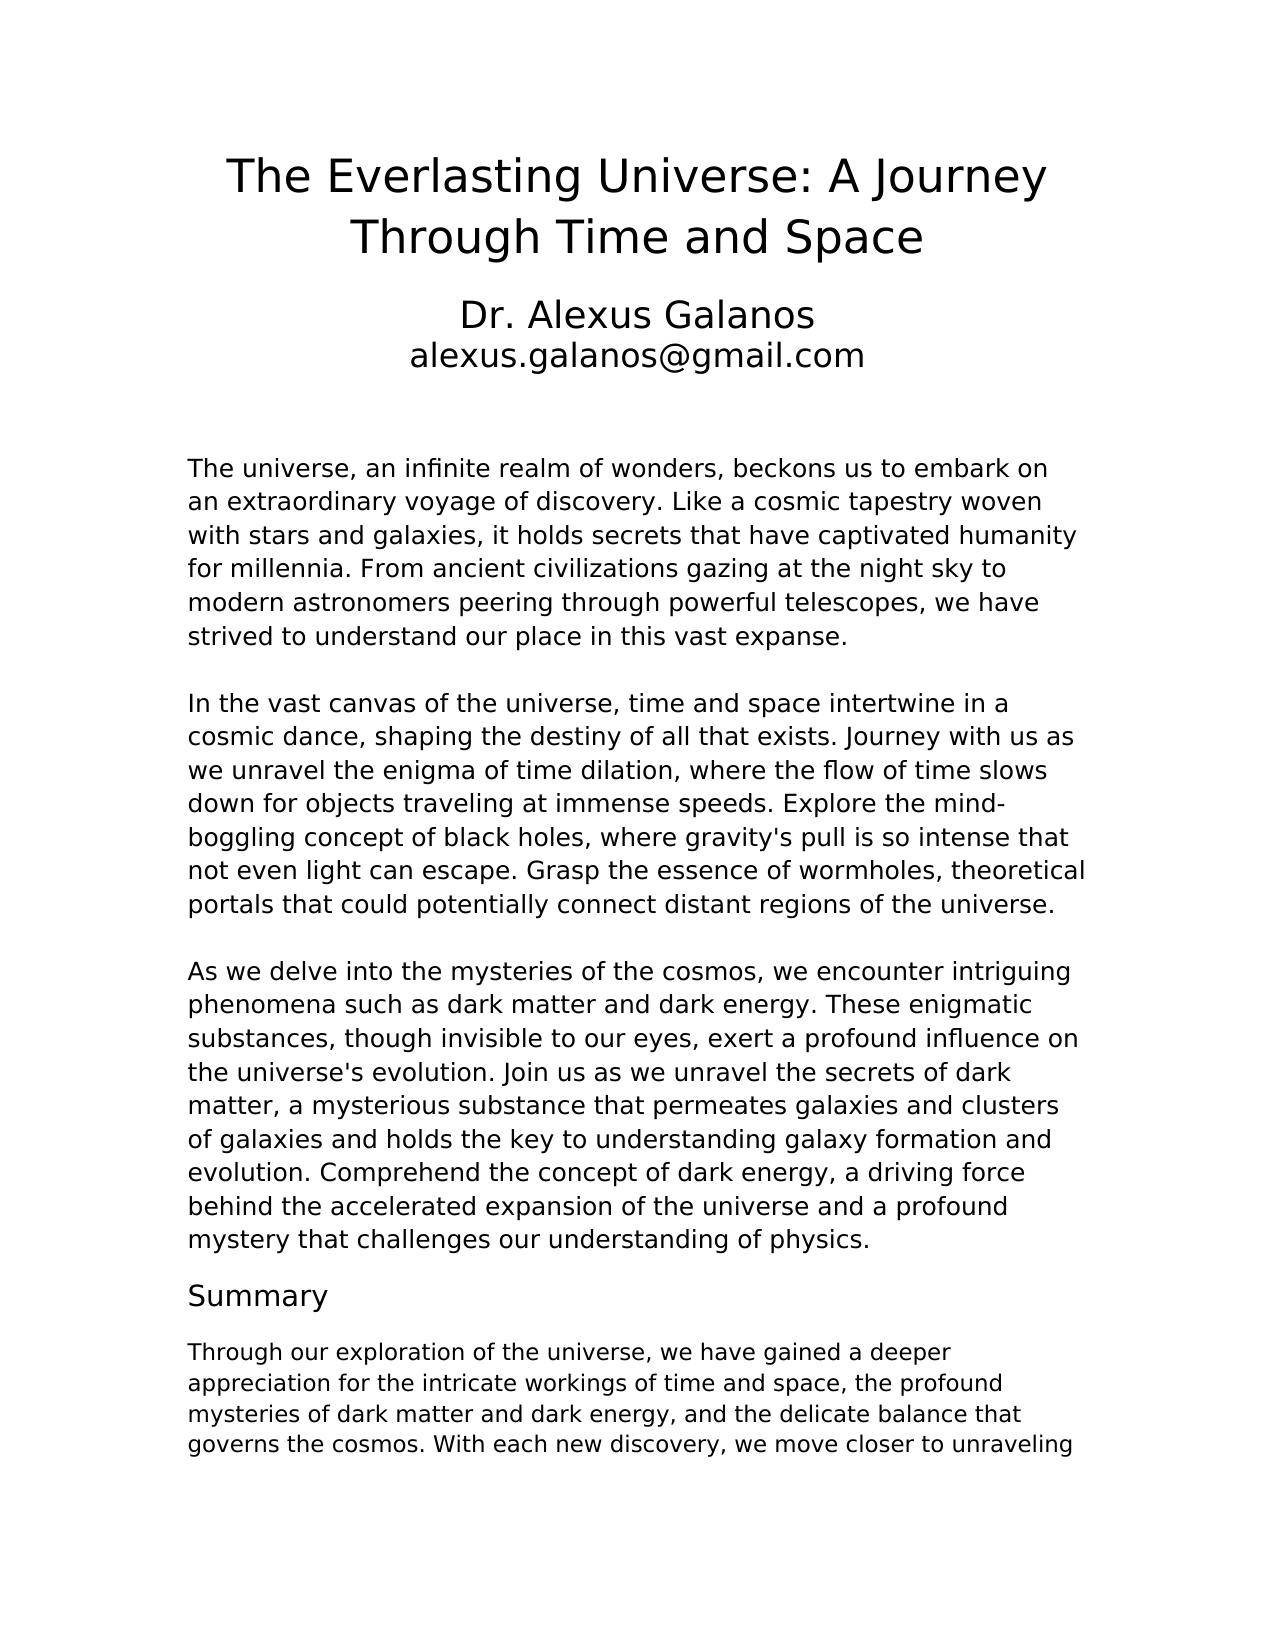 The Everlasting Universe: A Journey
Through Time and Space
Dr. Alexus Galanos
alexus.galanos@gmail.com
The universe, an infinite realm of wonders, beckons us to embark on
an extraordinary voyage of discovery. Like a cosmic tapestry woven
with stars and galaxies, it holds secrets that have captivated humanity
for millennia. From ancient civilizations gazing at the night sky to
modern astronomers peering through powerful telescopes, we have
strived to understand our place in this vast expanse.
In the vast canvas of the universe, time and space intertwine in a
cosmic dance, shaping the destiny of all that exists. Journey with us as
we unravel the enigma of time dilation, where the flow of time slows
down for objects traveling at immense speeds. Explore the mind-
boggling concept of black holes, where gravity's pull is so intense that
not even light can escape. Grasp the essence of wormholes, theoretical
portals that could potentially connect distant regions of the universe.
As we delve into the mysteries of the cosmos, we encounter intriguing
phenomena such as dark matter and dark energy. These enigmatic
substances, though invisible to our eyes, exert a profound influence on
the universe's evolution. Join us as we unravel the secrets of dark
matter, a mysterious substance that permeates galaxies and clusters
of galaxies and holds the key to understanding galaxy formation and
evolution. Comprehend the concept of dark energy, a driving force
behind the accelerated expansion of the universe and a profound
mystery that challenges our understanding of physics.
Summary
Through our exploration of the universe, we have gained a deeper
appreciation for the intricate workings of time and space, the profound
mysteries of dark matter and dark energy, and the delicate balance that
governs the cosmos. With each new discovery, we move closer to unraveling